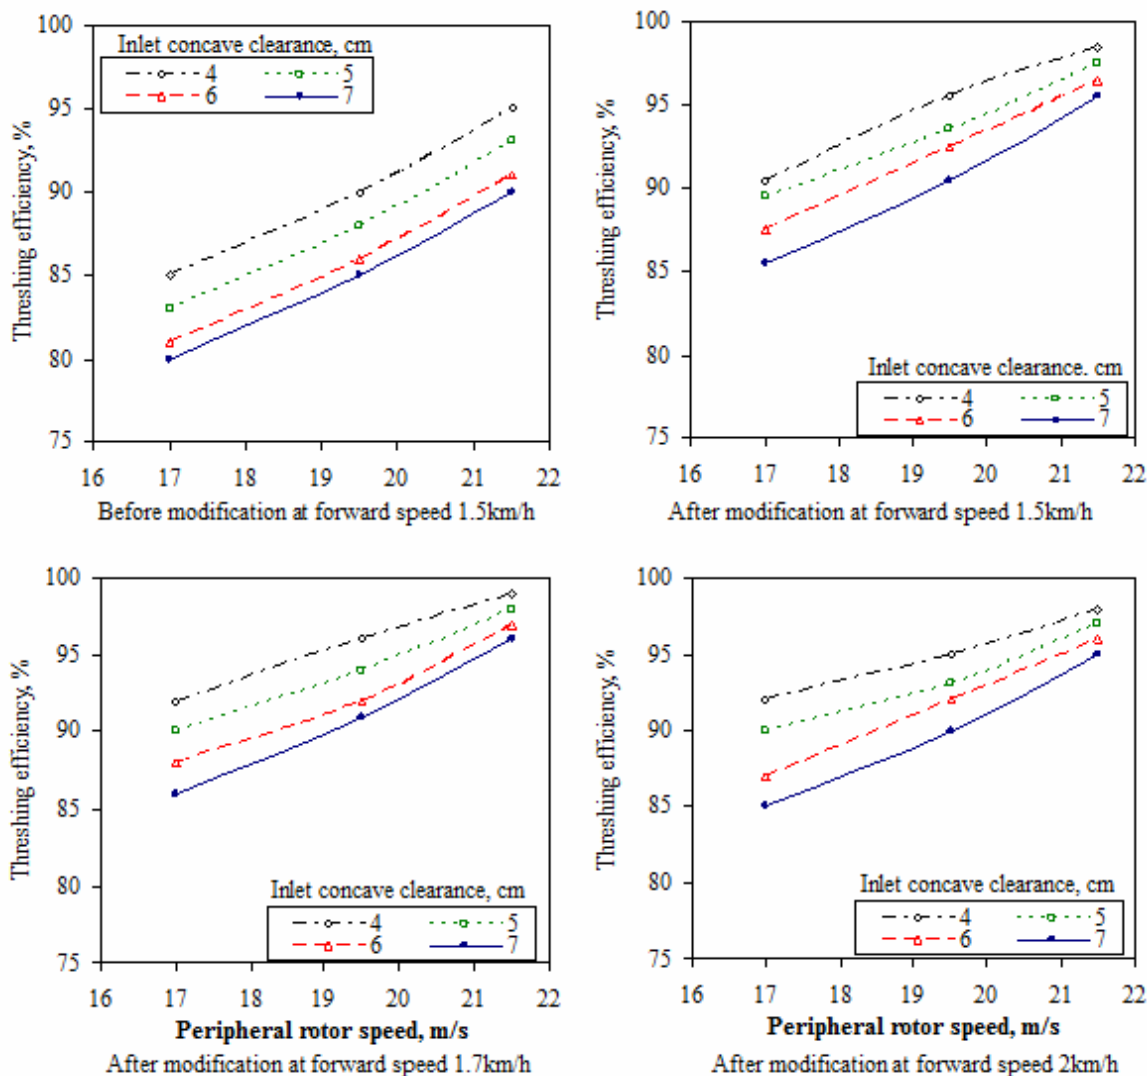 Threshing efficiency, %
100
95
90
85
80
75
Inlet concave clearance, cm
4 5
6 7
16 17 18 19 20 21 22
Before modification at forward speed 1.5km/h
Threshing efficiency, %
100
95
90
85
80
75
Inlet concave clearance. cm
4 5
6 7
16 17 18 19 20 21 22
After modification at forward speed 1.5km/h
Threshing efficiency, %
100
95
90
85
80
75
Inlet concave clearance, cm
4 5
6 7
16 17 18 19 20 21 22
Peripheral rotor speed, m/s
After modification at forward speed 1.7km/h
Threshing efficiency, %
100
95
90
85
80
75
Inlet concave clearance, cm
4 5
6 7
16 17 18 19 20 21 22
Peripheral rotor speed, m/s
After modification at forward speed 2km/h